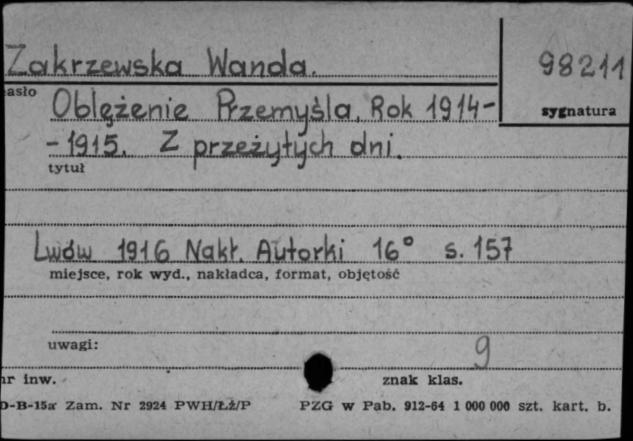 Zakrzewska Wanda.
98211
asło
sygnatura
Oblężenie Przemyśla. Rok 1914-
-1915. Z przeżytych dni.
tytuł
Lwów 1916 Nakł. Autorki 16° s. 157
miejsce, rok wyd., nakładca, format, objętość
uwagi:
9
nr inw.
znak klas.
D-B-15a Zam. Nr 2924 PWH/Łż/P
PZG w Pab. 912-64 1 000 000 szt. kart. b.